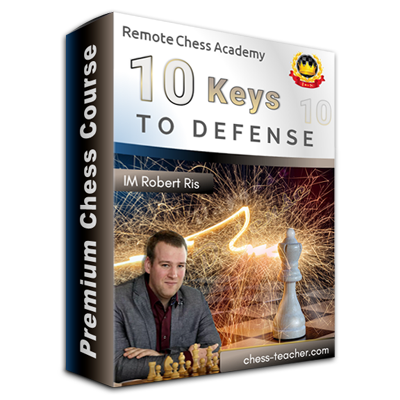 Premium Chess Course
Remote Chess Academy
10 Keys
10
TO DEFENSE
IM Robert Ris
chess-teacher.com